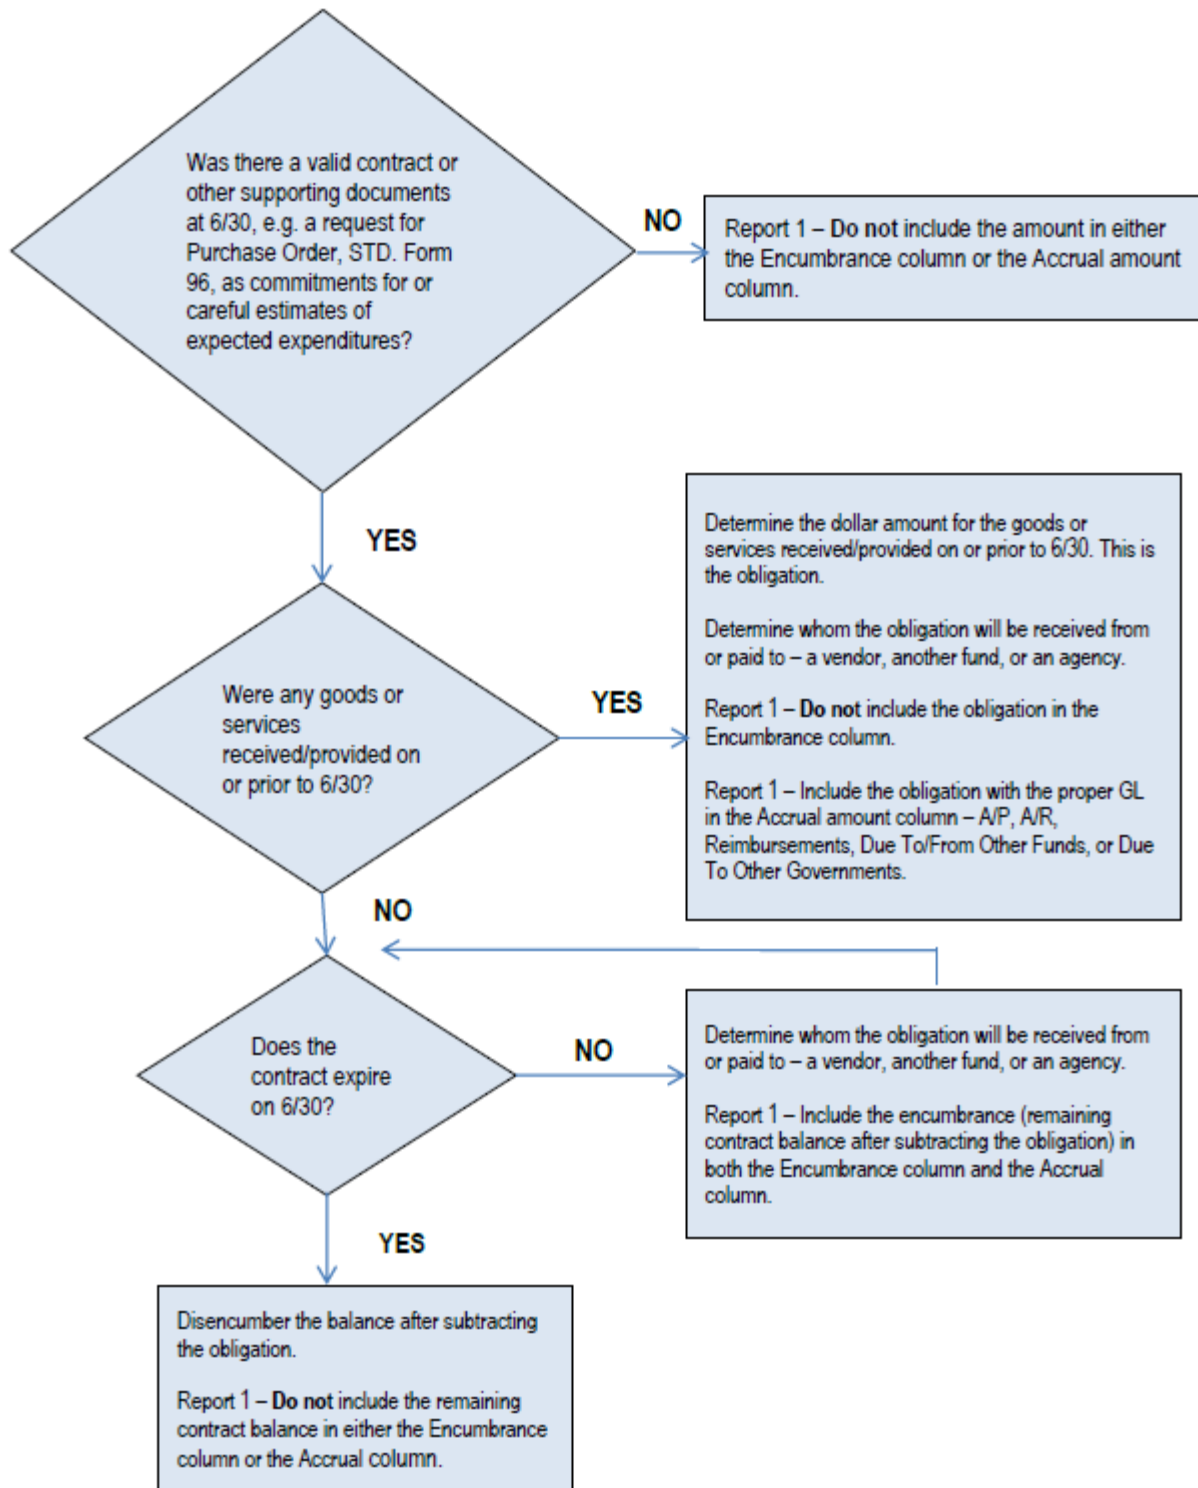 Was there a valid contract or
other supporting documents
at 6/30, e.g. a request for
Purchase Order, STD. Form
96, as commitments for or
careful estimates of
expected expenditures?
NO
Report 1 – Do not include the amount in either
the Encumbrance column or the Accrual amount
column.
YES
Were any goods or
services
received/provided on
or prior to 6/30?
YES
Determine the dollar amount for the goods or
services received/provided on or prior to 6/30. This is
the obligation.
Determine whom the obligation will be received from
or paid to – a vendor, another fund, or an agency.
Report 1 – Do not include the obligation in the
Encumbrance column.
Report 1 – Include the obligation with the proper GL
in the Accrual amount column – A/P, A/R,
Reimbursements, Due To/From Other Funds, or Due
To Other Governments.
NO
Does the
contract expire
on 6/30?
NO
Determine whom the obligation will be received from
or paid to – a vendor, another fund, or an agency.
Report 1 – Include the encumbrance (remaining
contract balance after subtracting the obligation) in
both the Encumbrance column and the Accrual
column.
YES
Disencumber the balance after subtracting
the obligation.
Report 1 – Do not include the remaining
contract balance in either the Encumbrance
column or the Accrual column.